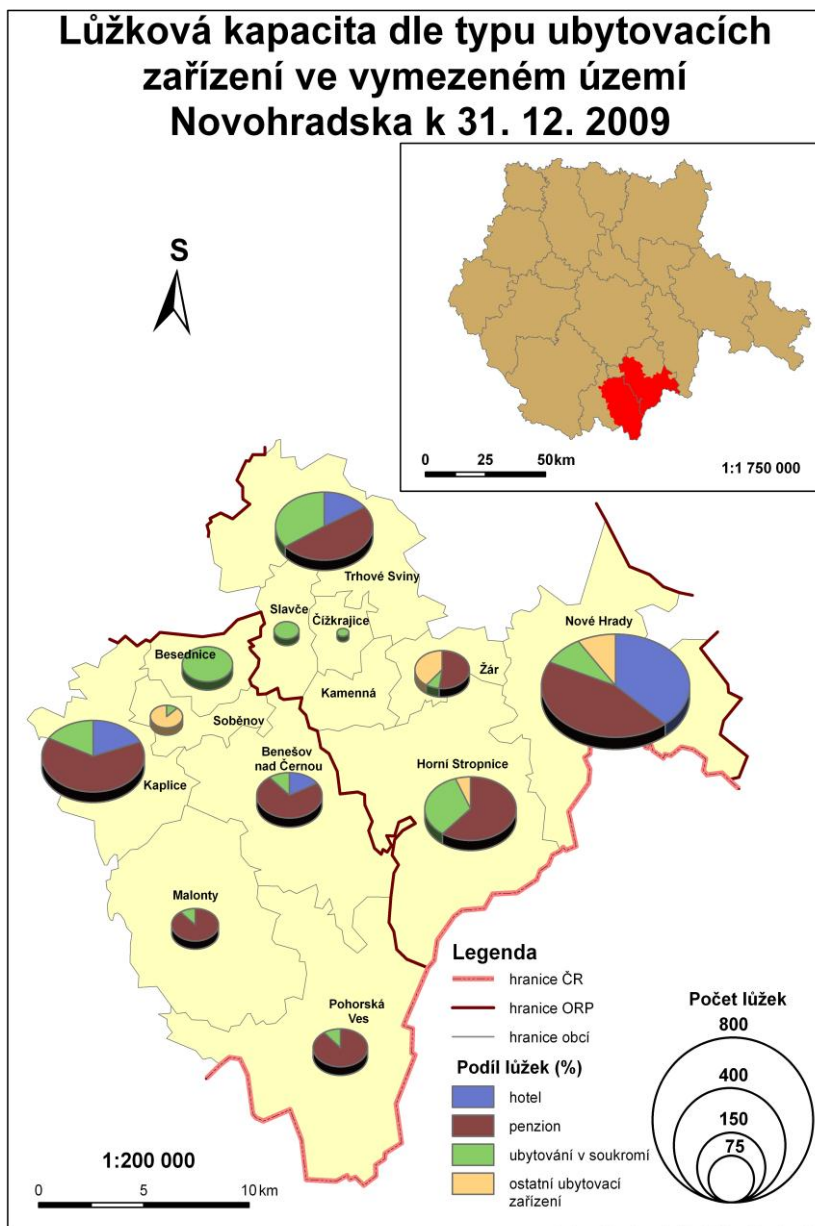 Lůžková kapacita dle typu ubytovacích
zařízení ve vymezeném území
Novohradska k 31. 12. 2009
0 25 50km
1:1 750 000
S
Trhové Sviny
Slavče
Čížkrajice
Nové Hrady
Besednice
Žár
Kamenná
Soběnov
Benešov
nad Černou
Horní Stropnice
Kaplice
Malonty
Pohorská
Ves
Legenda
hranice ČR
hranice ORP
hranice obcí
Podíl lůžek (%)
hotel
penzion
ubytování v soukromí
ostatní ubytovací
zařízení
Počet lůžek
800
400
150
75
1:200 000
0 5 10km